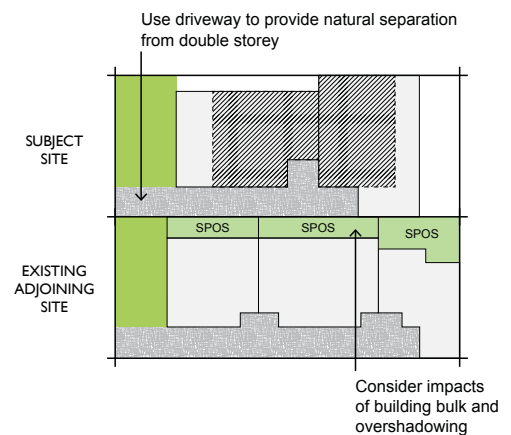 Use driveway to provide natural separation
from double storey
SUBJECT
SITE
SPOS
SPOS
SPOS
EXISTING
ADJOINING
SITE
Consider impacts
of building bulk and
overshadowing